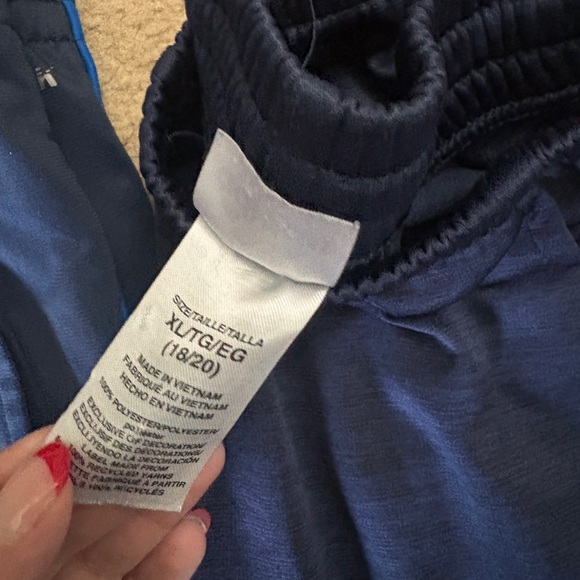 SIZE/TAILLE/TALLA
XL/TG/EG
(18/20)
MADE IN VIETNAM
FABRIQUÉ AU VIETNAM
HECHO EN VIETNAM
100% POLYESTER/POLYESTER/
poliéster
EXCLUSIVE OF DECORATION/
EXCLUSIF DES DÉCORATIONS/
EXCLUYENDO LA DECORACIÓN
LABEL MADE FROM
100% RECYCLED YARNS
FABRIQUÉE À PARTIR
100% RECYCLÉS